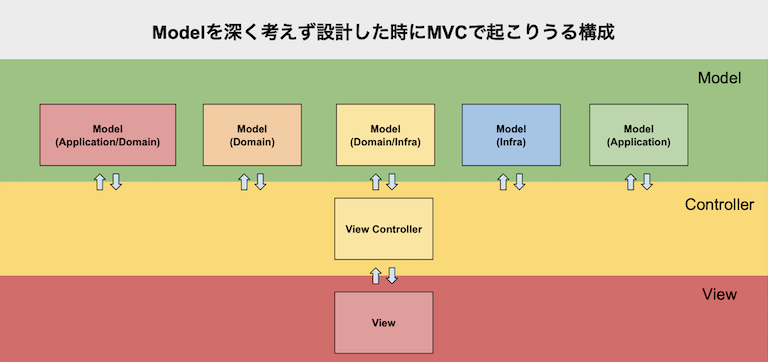 Modelを深く考えず設計した時にMVCで起こりうる構成
Model
Model
(Application/Domain)
Model
(Domain)
Model
(Domain/Infra)
Model
(Infra)
Model
(Application)
Controller
View Controller
View
View